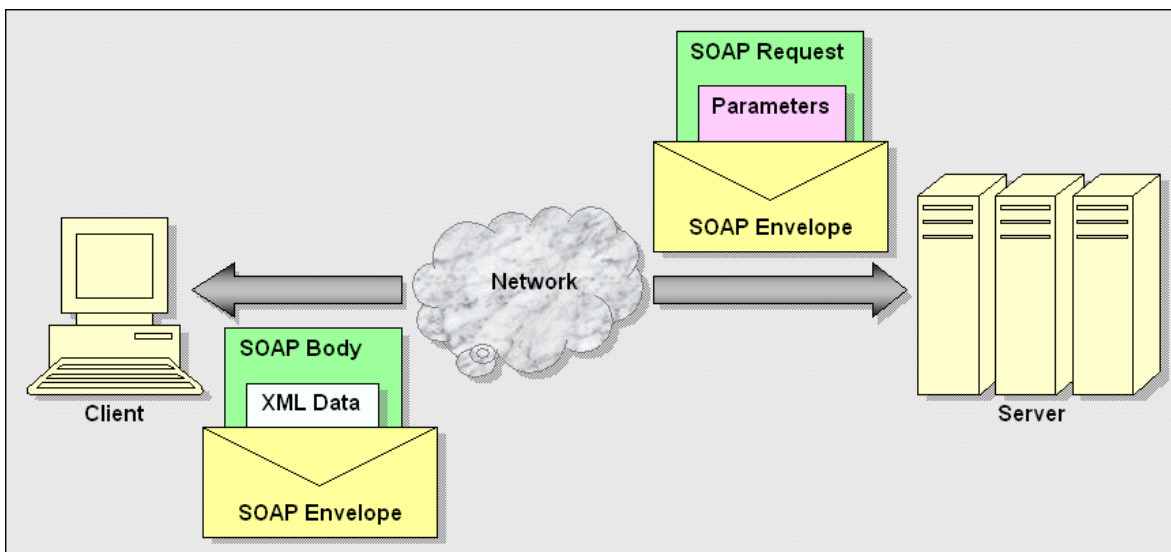 SOAP Request
Parameters
SOAP Envelope
Network
SOAP Body
XML Data
Client
Server
SOAP Envelope